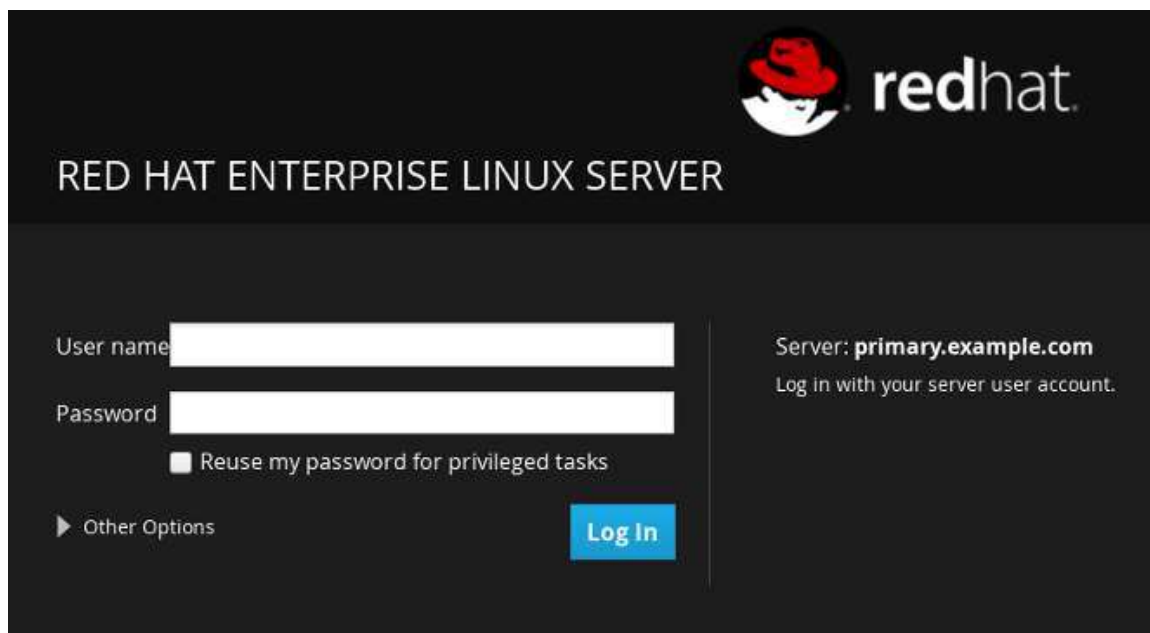 redhat.
RED HAT ENTERPRISE LINUX SERVER
User name
Password
Reuse my password for privileged tasks
Other Options
Log In
Server: primary.example.com
Log in with your server user account.